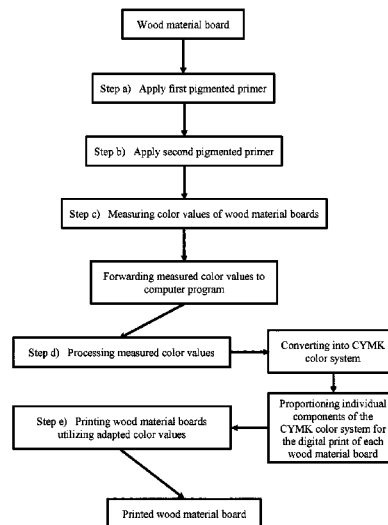 Wood material board
Step a) Apply first pigmented primer
Step b) Apply second pigmented primer
Step c) Measuring color values of wood material boards
Forwarding measured color values to
computer program
Step d) Processing measured color values
Converting into CYMK
color system
Proportioning individual
components of the
CYMK color system for
the digital print of each
wood material board
Step e) Printing wood material boards
utilizing adapted color values
Printed wood material board